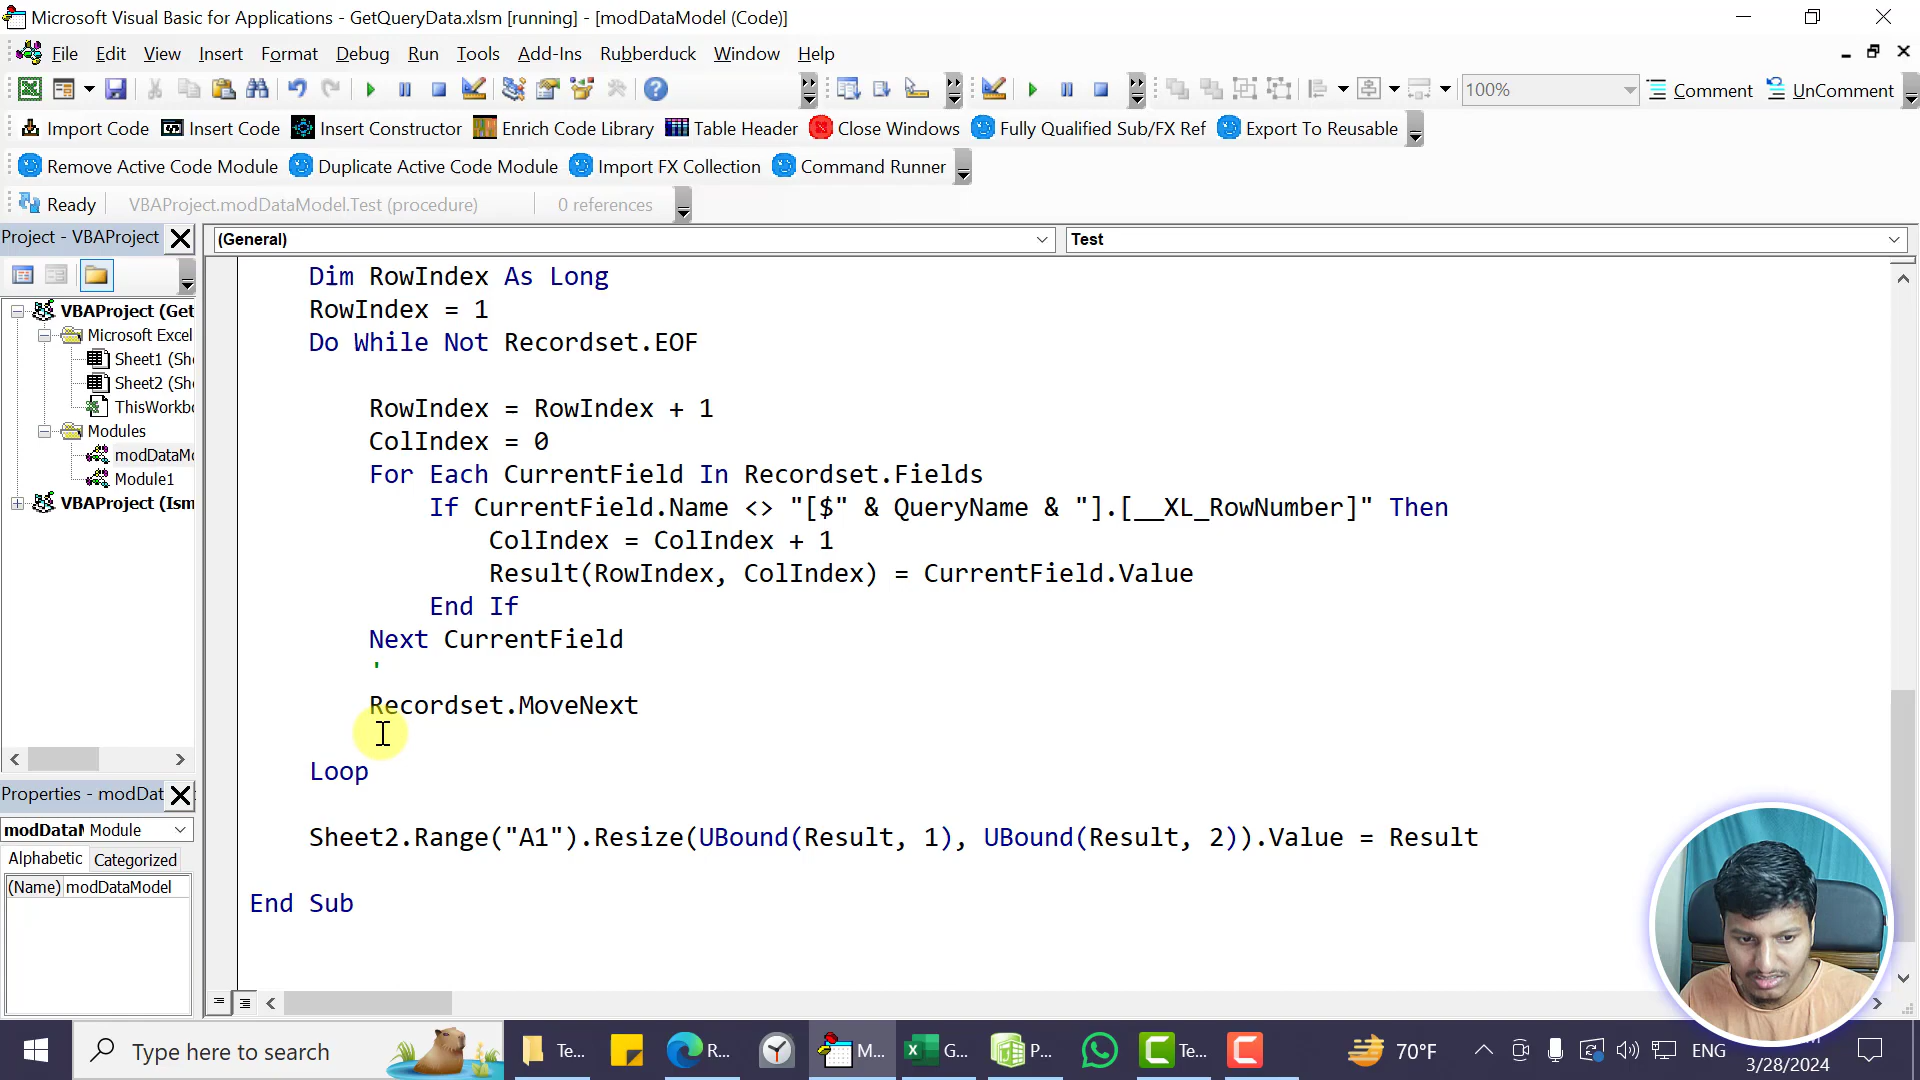 Microsoft Visual Basic for Applications - GetQueryData.xlsm [running] - [modDataModel (Code)]
File Edit View Insert Format Debug Run Tools Add-Ins Rubberduck Window Help
100% Comment UnComment
Import Code Insert Code Insert Constructor Enrich Code Library Table Header Close Windows Fully Qualified Sub/FX Ref Export To Reusable
Remove Active Code Module Duplicate Active Code Module Import FX Collection Command Runner
Ready VBAProject.modDataModel.Test (procedure) 0 references
Project - VBAProject
(General) Test
VBAProject (Get
Microsoft Excel
Sheet1 (She
Sheet2 (She
ThisWorkbo
Modules
modDataMo
Module1
VBAProject (Ism
Properties - modDat
modDataM Module
Alphabetic Categorized
(Name) modDataModel
Dim RowIndex As Long
RowIndex = 1
Do While Not Recordset.EOF
RowIndex = RowIndex + 1
ColIndex = 0
For Each CurrentField In Recordset.Fields
If CurrentField.Name <> "[$" & QueryName & "].[__XL_RowNumber]" Then
ColIndex = ColIndex + 1
Result(RowIndex, ColIndex) = CurrentField.Value
End If
Next CurrentField
'
Recordset.MoveNext
Loop
Sheet2.Range("A1").Resize(UBound(Result, 1), UBound(Result, 2)).Value = Result
End Sub
Type here to search Te... R... M... G... P... Te... 70°F ENG
3/28/2024